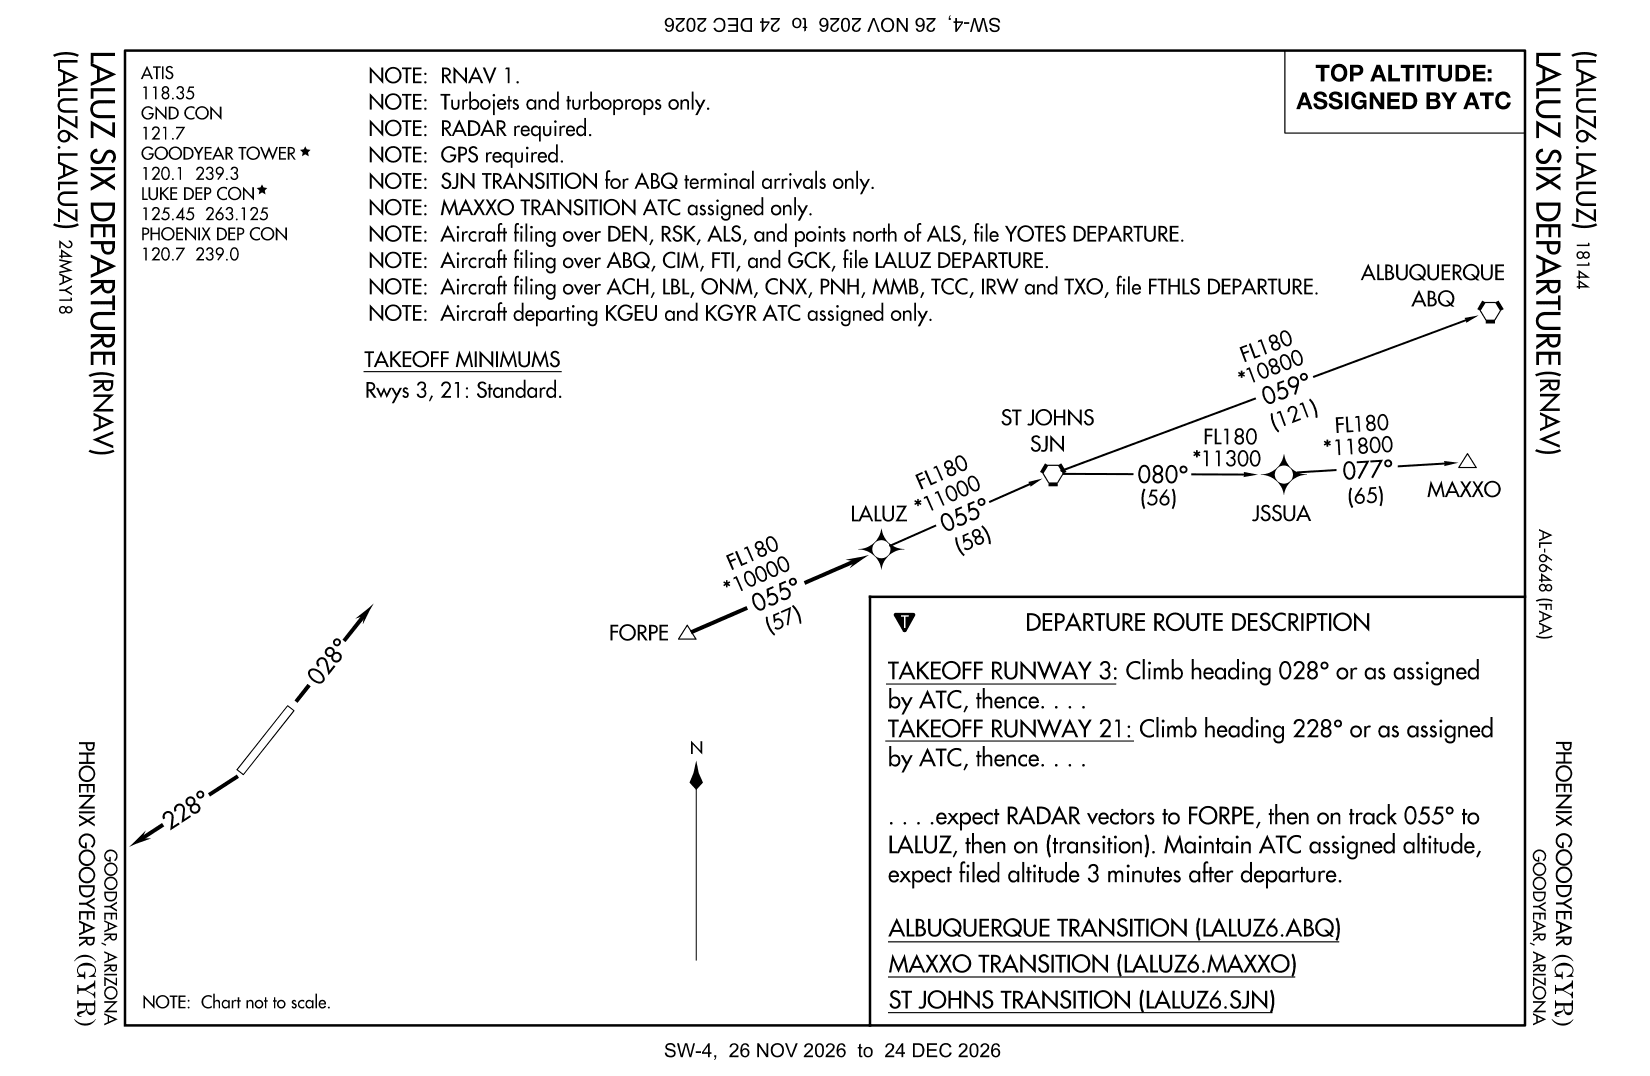 SW-4, 26 NOV 2026 to 24 DEC 2026
LALUZ SIX DEPARTURE (RNAV)
(LALUZ6.LALUZ) 24MAY18
PHOENIX GOODYEAR (GYR)
GOODYEAR, ARIZONA
ATIS
118.35
GND CON
121.7
GOODYEAR TOWER ★
120.1 239.3
LUKE DEP CON★
125.45 263.125
PHOENIX DEP CON
120.7 239.0
NOTE: RNAV 1.
NOTE: Turbojets and turboprops only.
NOTE: RADAR required.
NOTE: GPS required.
NOTE: SJN TRANSITION for ABQ terminal arrivals only.
NOTE: MAXXO TRANSITION ATC assigned only.
NOTE: Aircraft filing over DEN, RSK, ALS, and points north of ALS, file YOTES DEPARTURE.
NOTE: Aircraft filing over ABQ, CIM, FTI, and GCK, file LALUZ DEPARTURE.
NOTE: Aircraft filing over ACH, LBL, ONM, CNX, PNH, MMB, TCC, IRW and TXO, file FTHLS DEPARTURE.
NOTE: Aircraft departing KGEU and KGYR ATC assigned only.
TAKEOFF MINIMUMS
Rwys 3, 21: Standard.
TOP ALTITUDE:
ASSIGNED BY ATC
ALBUQUERQUE
ABQ
FL180
*10800
059°
(121)
ST JOHNS
SJN
FL180
*11300
080°
(56)
JSSUA
FL180
*11800
077°
(65)
MAXXO
FL180
*11000
055°
(58)
LALUZ
FL180
*10000
055°
(57)
FORPE
028°
228°
N
NOTE: Chart not to scale.
T
DEPARTURE ROUTE DESCRIPTION
TAKEOFF RUNWAY 3: Climb heading 028° or as assigned
by ATC, thence. . . .
TAKEOFF RUNWAY 21: Climb heading 228° or as assigned
by ATC, thence. . . .
. . . .expect RADAR vectors to FORPE, then on track 055° to
LALUZ, then on (transition). Maintain ATC assigned altitude,
expect filed altitude 3 minutes after departure.
ALBUQUERQUE TRANSITION (LALUZ6.ABQ)
MAXXO TRANSITION (LALUZ6.MAXXO)
ST JOHNS TRANSITION (LALUZ6.SJN)
LALUZ SIX DEPARTURE (RNAV)
(LALUZ6.LALUZ) 18144
AL-6648 (FAA)
PHOENIX GOODYEAR (GYR)
GOODYEAR, ARIZONA
SW-4, 26 NOV 2026 to 24 DEC 2026